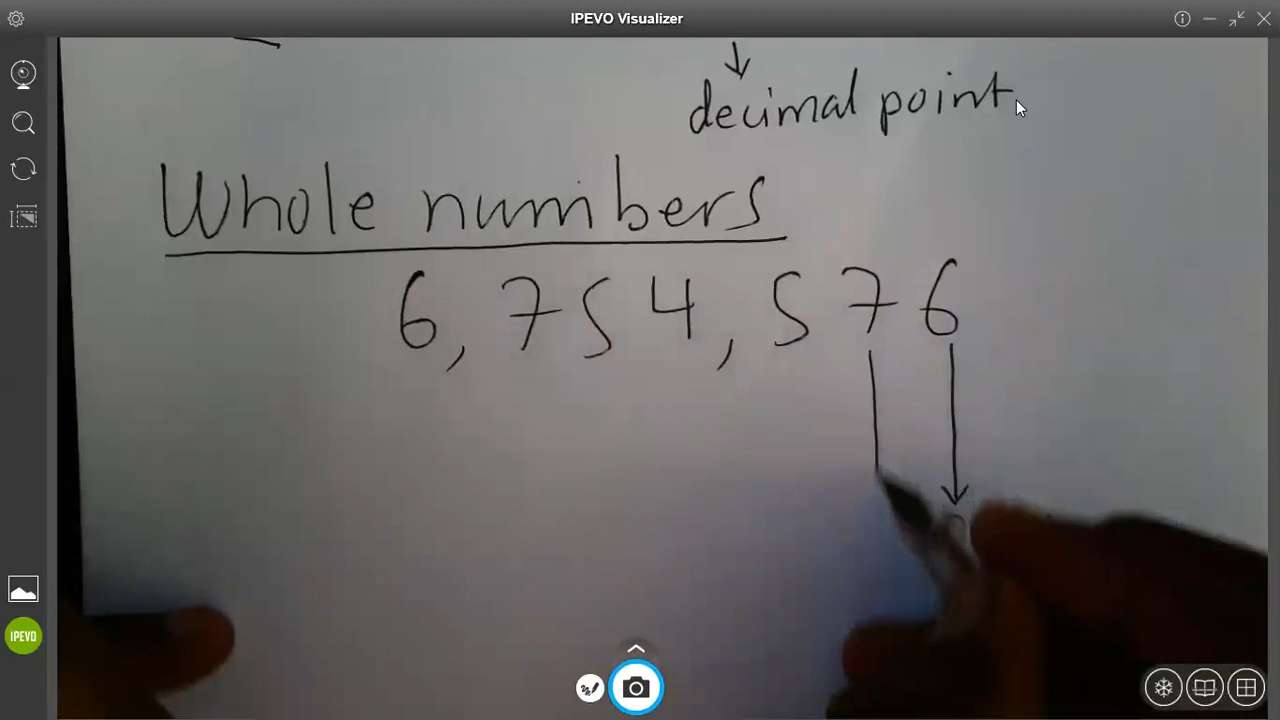 IPEVO Visualizer
decimal point
Whole numbers
6,754,576
IPEVO